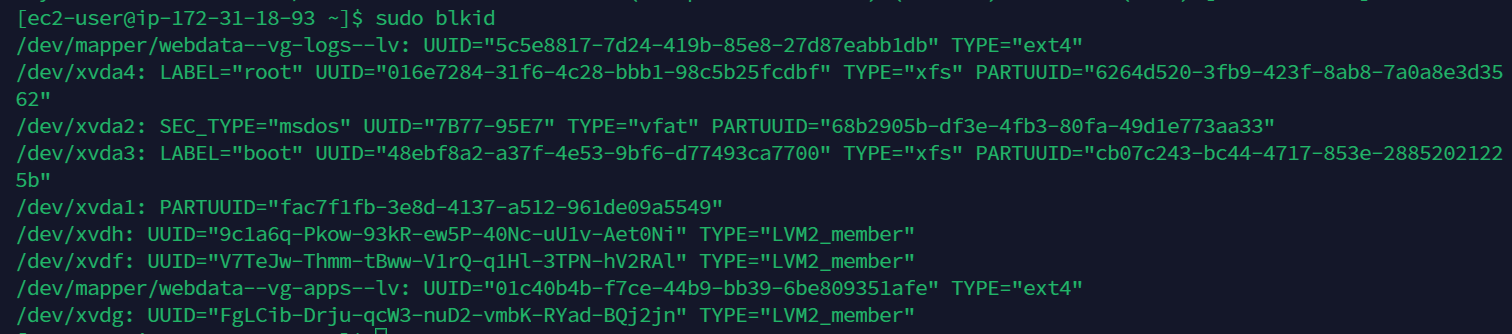 [ec2-user@ip-172-31-18-93 ~]$ sudo blkid
/dev/mapper/webdata--vg-logs--lv: UUID="5c5e8817-7d24-419b-85e8-27d87eabb1db" TYPE="ext4"
/dev/xvda4: LABEL="root" UUID="016e7284-31f6-4c28-bbb1-98c5b25fcdbf" TYPE="xfs" PARTUUID="6264d520-3fb9-423f-8ab8-7a0a8e3d35
62"
/dev/xvda2: SEC_TYPE="msdos" UUID="7B77-95E7" TYPE="vfat" PARTUUID="68b2905b-df3e-4fb3-80fa-49d1e773aa33"
/dev/xvda3: LABEL="boot" UUID="48ebf8a2-a37f-4e53-9bf6-d77493ca7700" TYPE="xfs" PARTUUID="cb07c243-bc44-4717-853e-2885202122
5b"
/dev/xvda1: PARTUUID="fac7f1fb-3e8d-4137-a512-961de09a5549"
/dev/xvdh: UUID="9c1a6q-Pkow-93kR-ew5P-40Nc-uU1v-Aet0Ni" TYPE="LVM2_member"
/dev/xvdf: UUID="V7TeJw-Thmm-tBww-V1rQ-q1Hl-3TPN-hV2RAl" TYPE="LVM2_member"
/dev/mapper/webdata--vg-apps--lv: UUID="01c40b4b-f7ce-44b9-bb39-6be809351afe" TYPE="ext4"
/dev/xvdg: UUID="FgLCib-Drju-qcW3-nuD2-vmbK-RYad-BQj2jn" TYPE="LVM2_member"